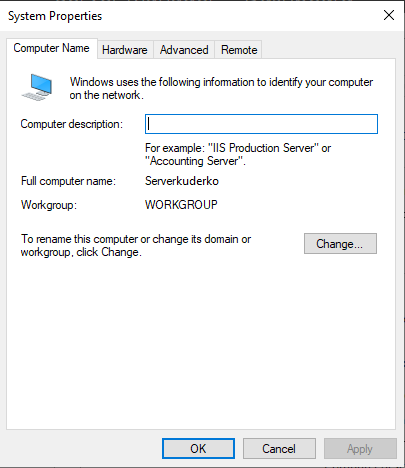 System Properties
Computer Name Hardware Advanced Remote
Windows uses the following information to identify your computer
on the network.
Computer description:
For example: "IIS Production Server" or
"Accounting Server".
Full computer name: Serverkuderko
Workgroup: WORKGROUP
To rename this computer or change its domain or
workgroup, click Change.
Change...
OK Cancel Apply